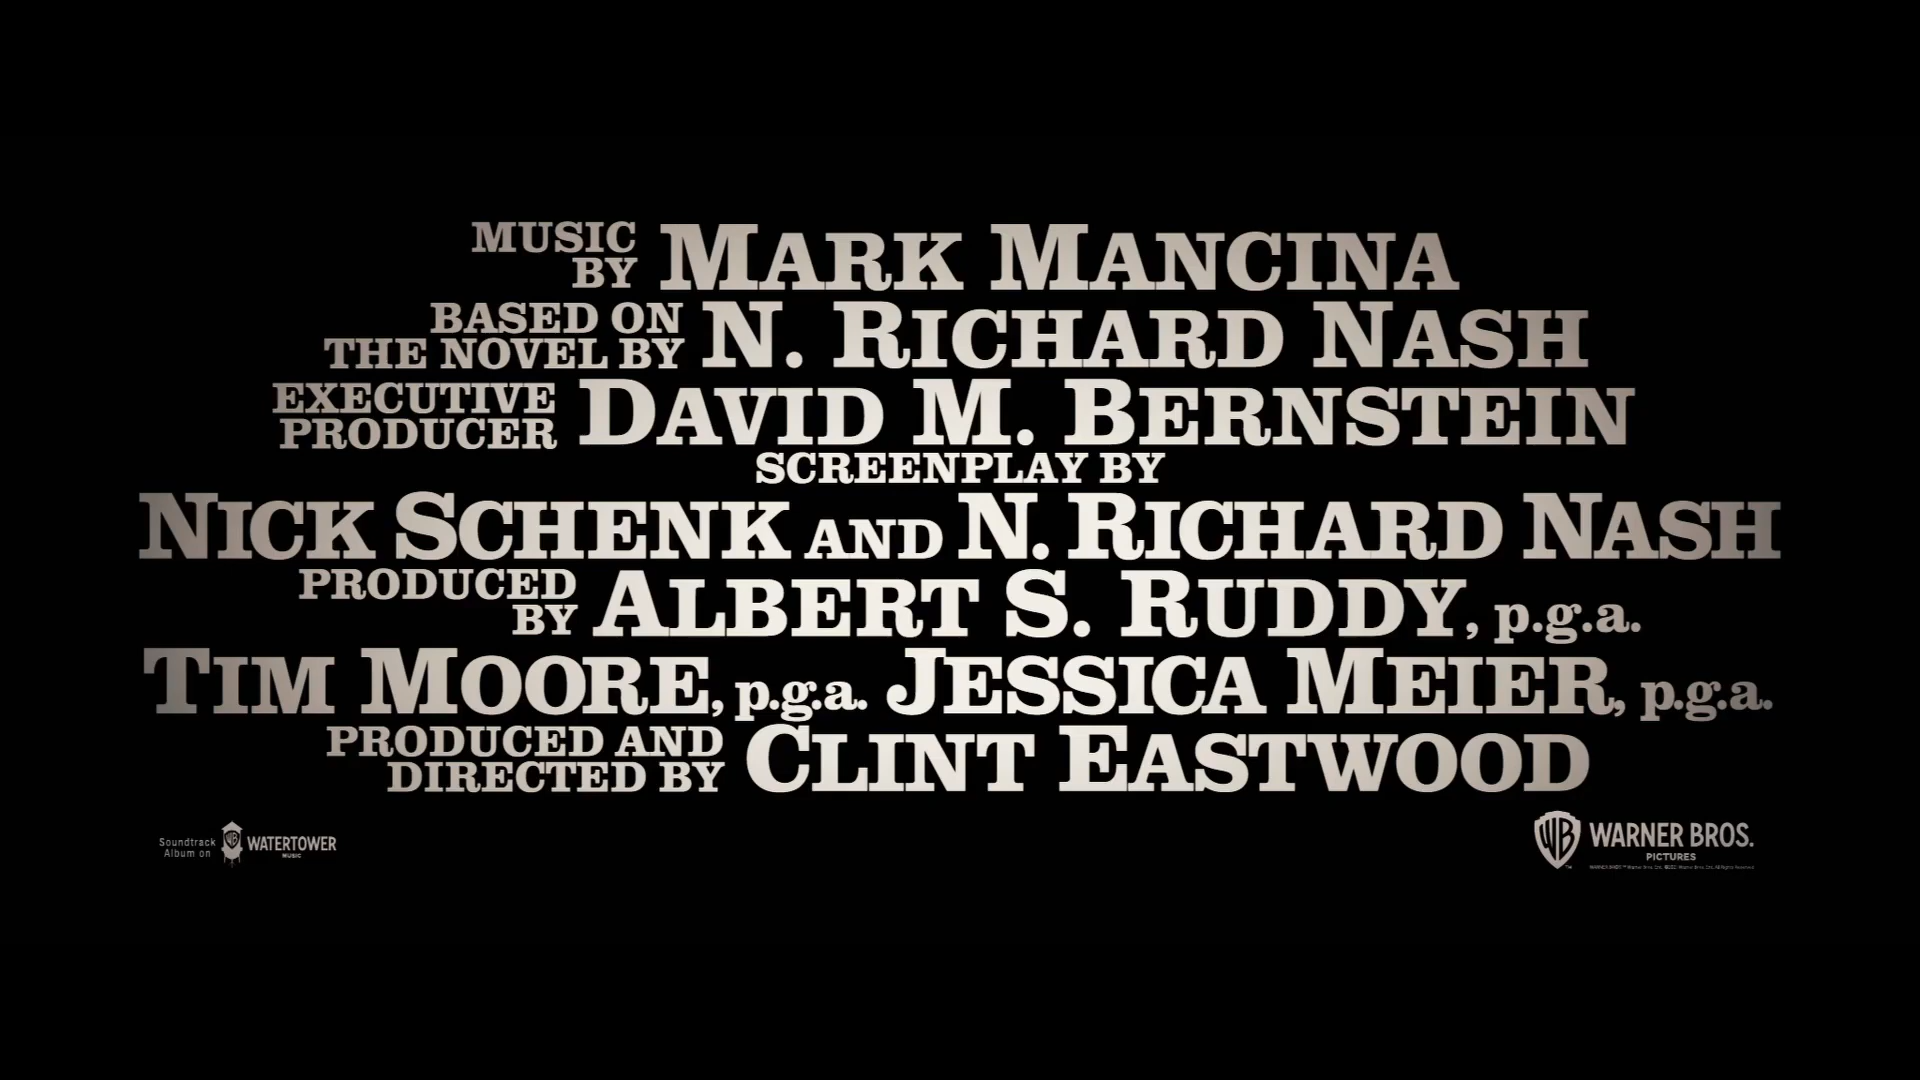 MUSIC
BY MARK MANCINA
BASED ON
THE NOVEL BY N. RICHARD NASH
EXECUTIVE
PRODUCER DAVID M. BERNSTEIN
SCREENPLAY BY
NICK SCHENK AND N. RICHARD NASH
PRODUCED
BY ALBERT S. RUDDY, p.g.a.
TIM MOORE, p.g.a. JESSICA MEIER, p.g.a.
PRODUCED AND
DIRECTED BY CLINT EASTWOOD
Soundtrack
Album on
WB
WATERTOWER
MUSIC
WB
WARNER BROS.
PICTURES